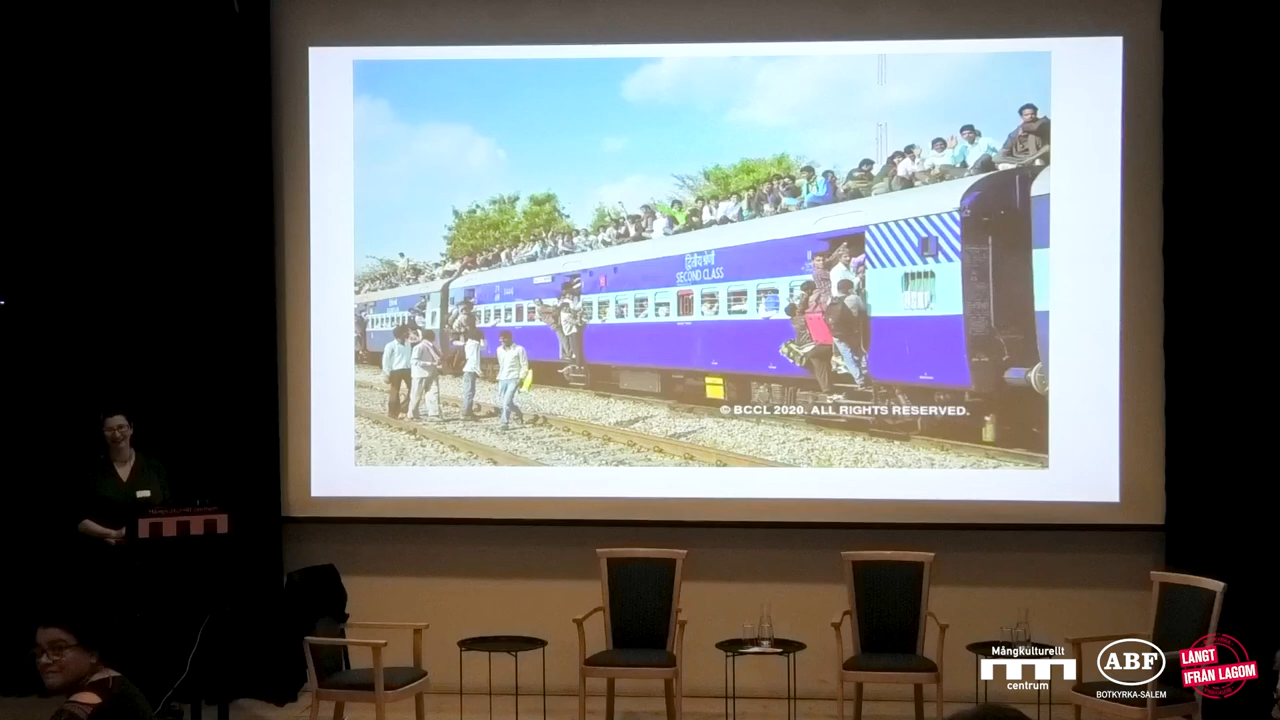 द्वितीय श्रेणी
SECOND CLASS
© BCCL 2020. ALL RIGHTS RESERVED.
Mångkulturellt
centrum
ABF
BOTKYRKA-SALEM
LÅNGT
IFRÅN LAGOM